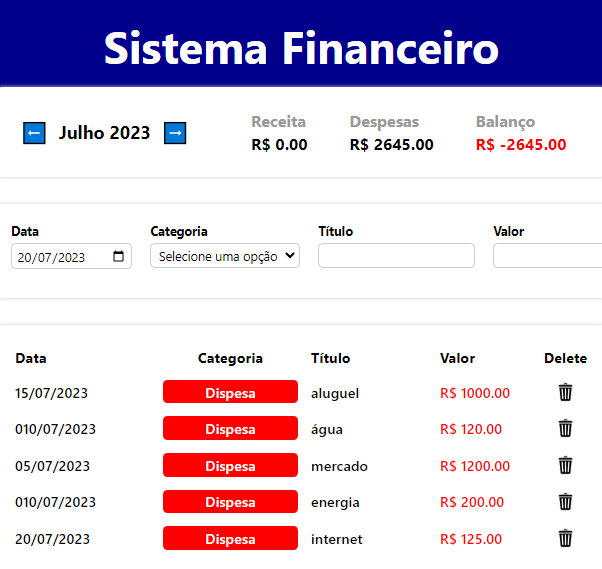 Sistema Financeiro
← Julho 2023 →
Receita Despesas Balanço
R$ 0.00 R$ 2645.00 R$ -2645.00
Data Categoria Título Valor
20/07/2023 Selecione uma opção
Data Categoria Título Valor Delete
15/07/2023 Dispesa aluguel R$ 1000.00
010/07/2023 Dispesa água R$ 120.00
05/07/2023 Dispesa mercado R$ 1200.00
010/07/2023 Dispesa energia R$ 200.00
20/07/2023 Dispesa internet R$ 125.00